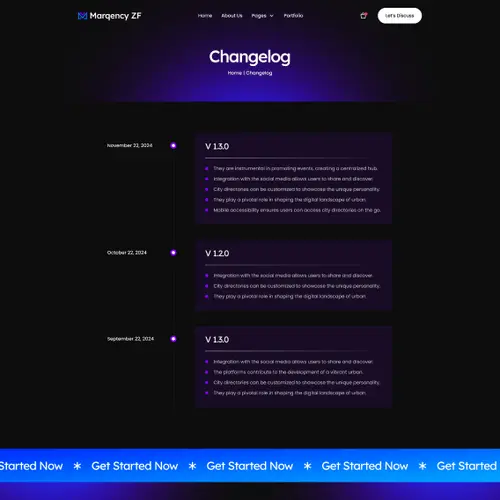 Marqency ZF
Home About Us Pages Portfolio
Let's Discuss
Changelog
Home | Changelog
November 22, 2024
V 1.3.0
They are instrumental in promoting events, creating a centralized hub.
Integration with the social media allows users to share and discover.
City directories can be customized to showcase the unique personality.
They play a pivotal role in shaping the digital landscape of urban.
Mobile accessibility ensures users can access city directories on the go.
October 22, 2024
V 1.2.0
Integration with the social media allows users to share and discover.
City directories can be customized to showcase the unique personality.
They play a pivotal role in shaping the digital landscape of urban.
September 22, 2024
V 1.3.0
Integration with the social media allows users to share and discover.
The platforms contribute to the development of a vibrant urban.
City directories can be customized to showcase the unique personality.
They play a pivotal role in shaping the digital landscape of urban.
Started Now * Get Started Now * Get Started Now * Get Started Now * Get Started